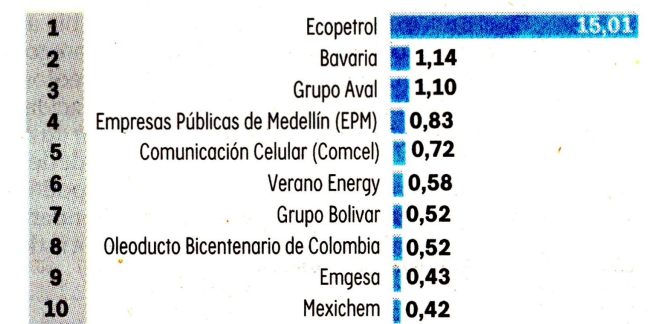 1 Ecopetrol 15,01
2 Bavaria 1,14
3 Grupo Aval 1,10
4 Empresas Públicas de Medellín (EPM) 0,83
5 Comunicación Celular (Comcel) 0,72
6 Verano Energy 0,58
7 Grupo Bolivar 0,52
8 Oleoducto Bicentenario de Colombia 0,52
9 Emgesa 0,43
10 Mexichem 0,42